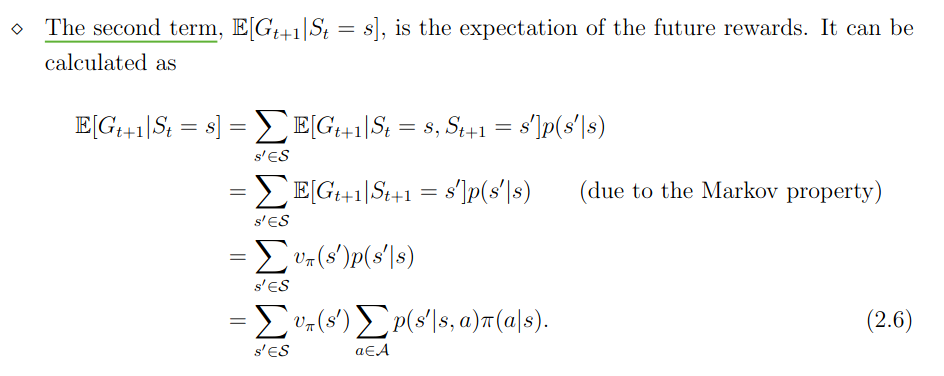 ⋄ The second term, 𝔼[G_{t+1}|S_t = s], is the expectation of the future rewards. It can be
calculated as
𝔼[G_{t+1}|S_t = s] = ∑_{s′∈𝒮} 𝔼[G_{t+1}|S_t = s, S_{t+1} = s′]p(s′|s)
= ∑_{s′∈𝒮} 𝔼[G_{t+1}|S_{t+1} = s′]p(s′|s) (due to the Markov property)
= ∑_{s′∈𝒮} v_π(s′)p(s′|s)
= ∑_{s′∈𝒮} v_π(s′) ∑_{a∈𝒜} p(s′|s, a)π(a|s). (2.6)